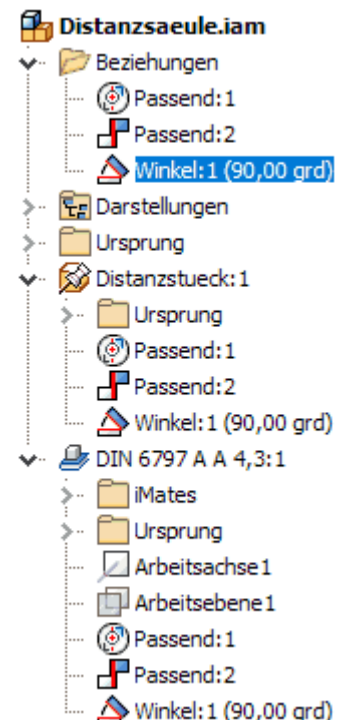 Distanzsaeule.iam
Beziehungen
Passend:1
Passend:2
Winkel:1 (90,00 grd)
Darstellungen
Ursprung
Distanzstueck:1
Ursprung
Passend:1
Passend:2
Winkel:1 (90,00 grd)
DIN 6797 A A 4,3:1
iMates
Ursprung
Arbeitsachse1
Arbeitsebene1
Passend:1
Passend:2
Winkel:1 (90,00 grd)